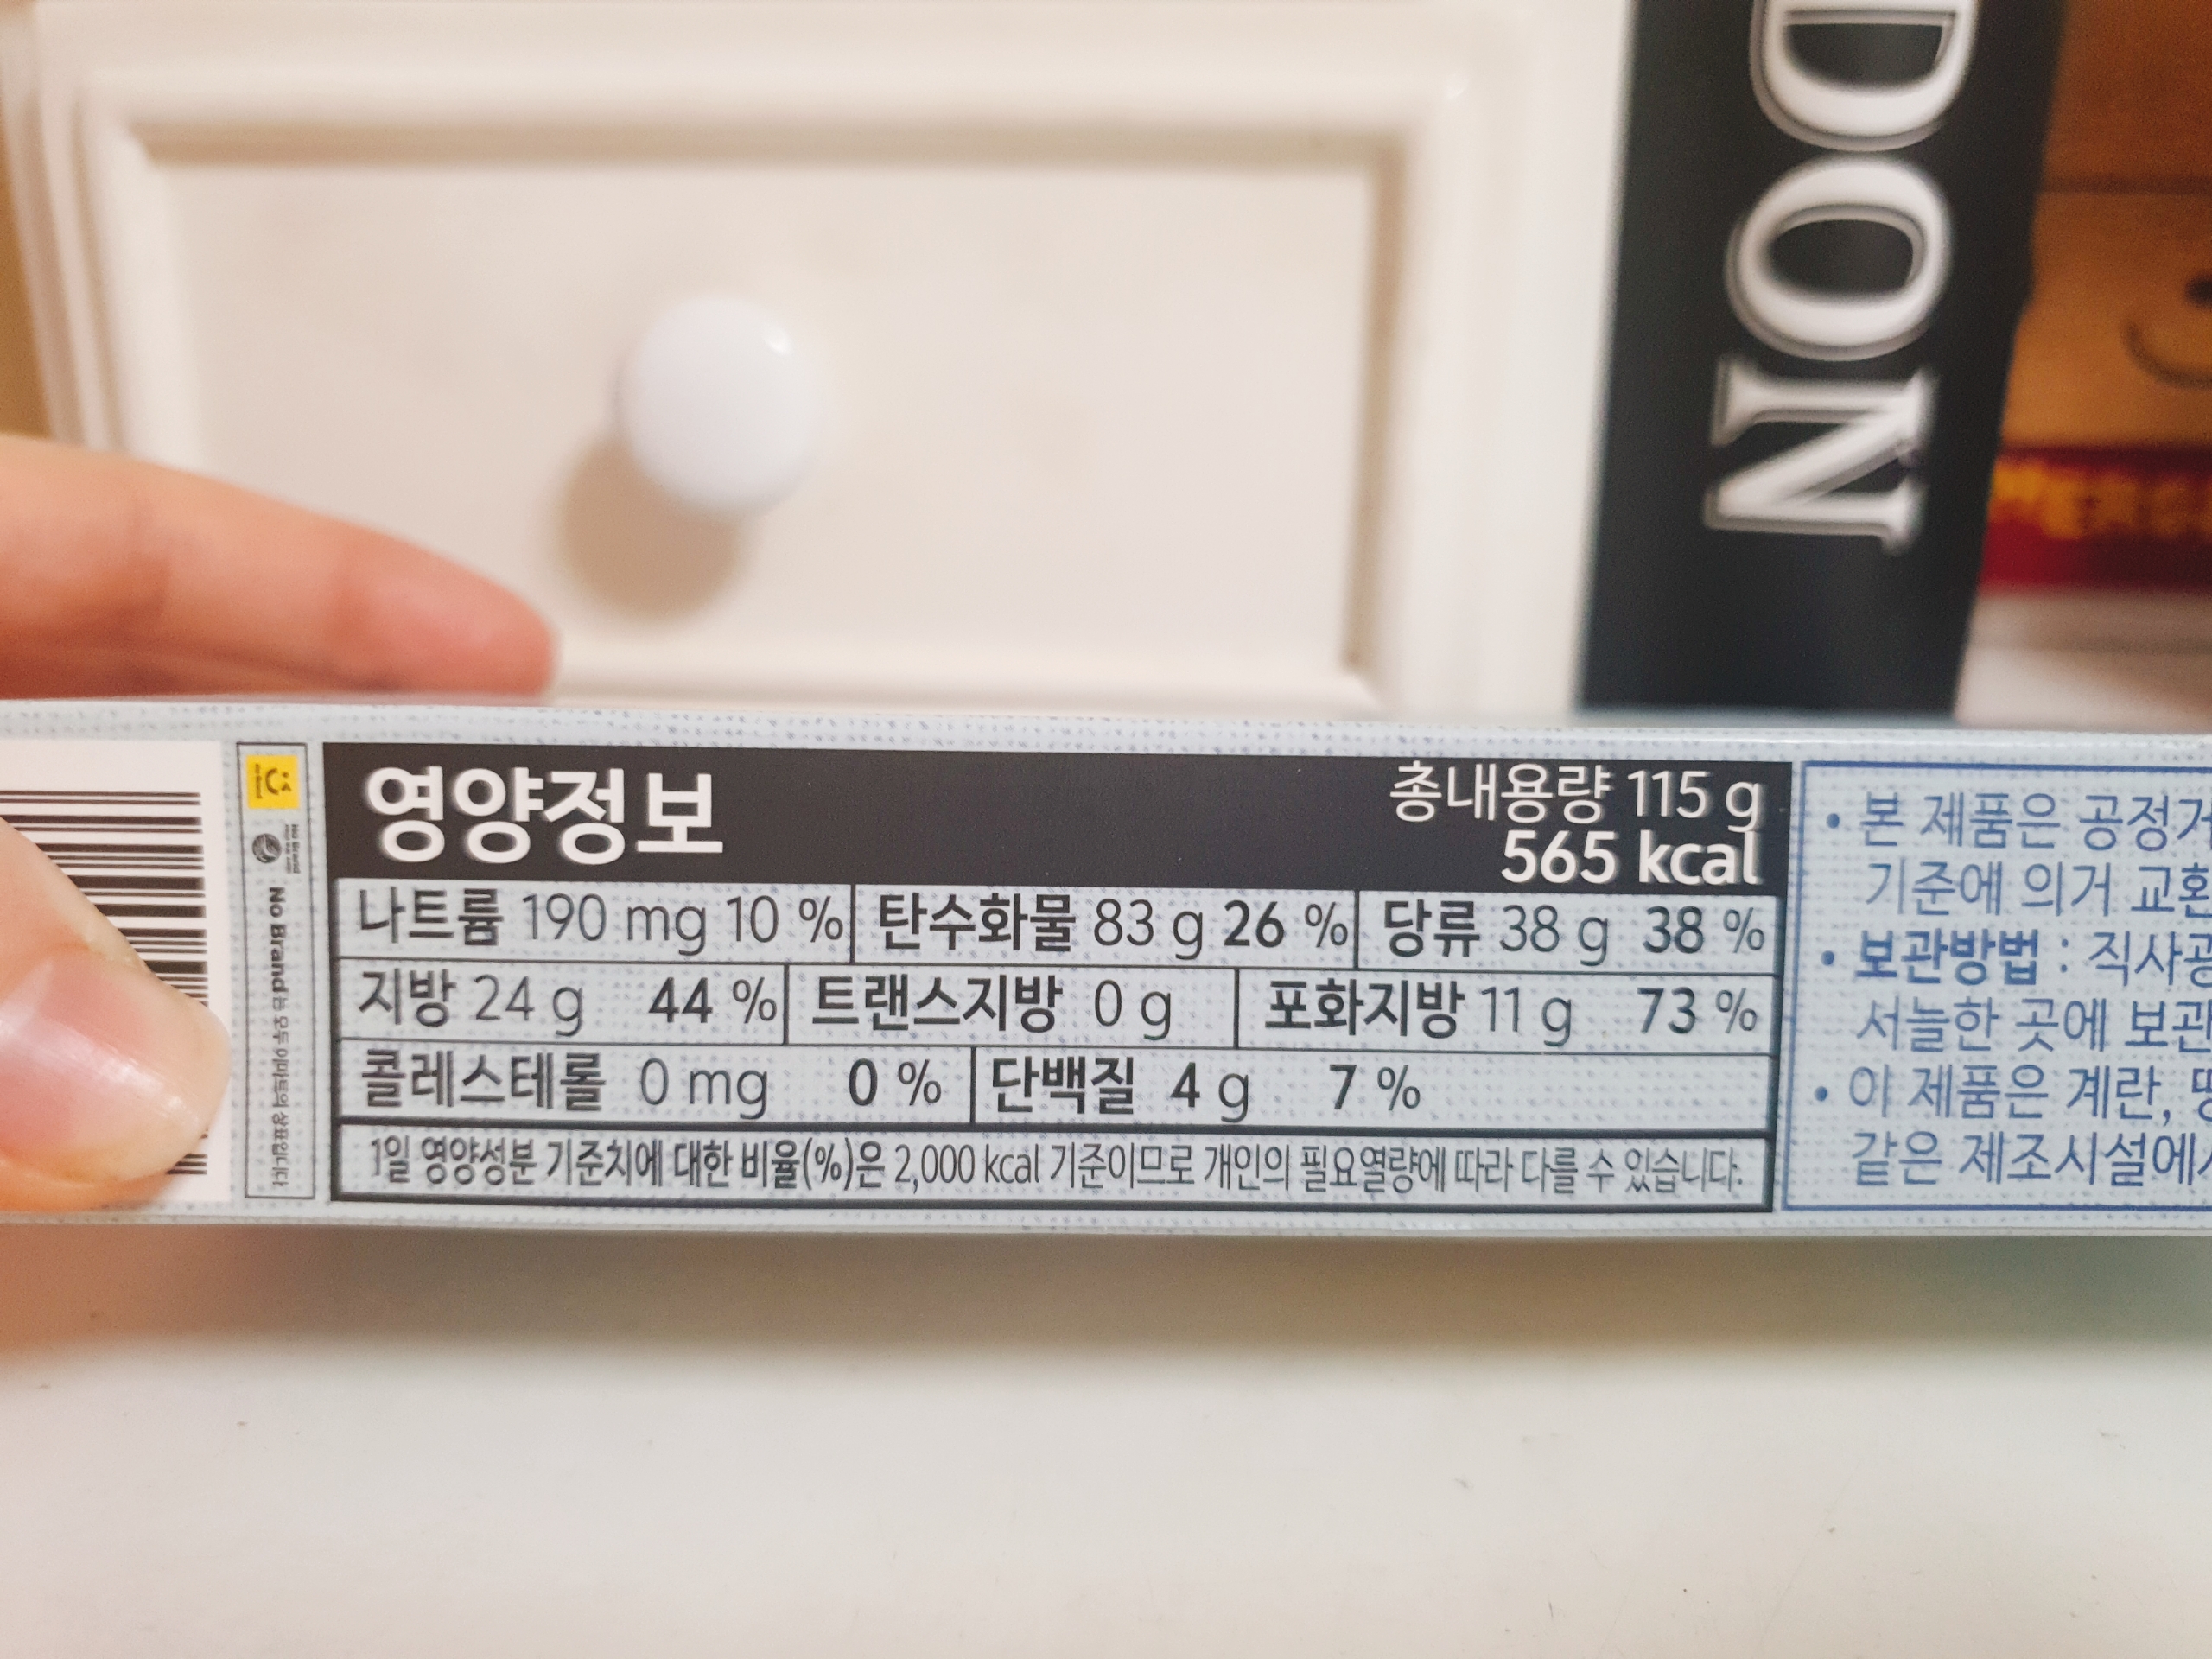 NOOD
영양정보
총내용량 115 g
565 kcal
나트륨 190 mg 10 % 탄수화물 83 g 26 % 당류 38 g 38 %
지방 24 g 44 % 트랜스지방 0 g 포화지방 11 g 73 %
콜레스테롤 0 mg 0 % 단백질 4 g 7 %
1일 영양성분 기준치에 대한 비율(%)은 2,000 kcal 기준이므로 개인의 필요열량에 따라 다를 수 있습니다.
No Brand는 모두 이마트의 상표입니다
• 본 제품은 공정거
기준에 의거 교환
• 보관방법 : 직사광
서늘한 곳에 보관
• 이 제품은 계란,
같은 제조시설에서